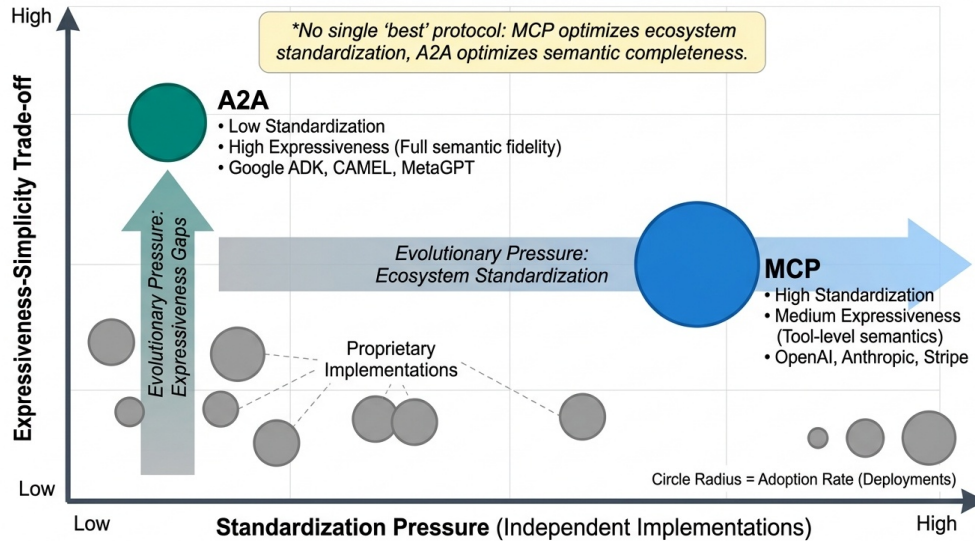 High
*No single ‘best’ protocol: MCP optimizes ecosystem
standardization, A2A optimizes semantic completeness.
A2A
• Low Standardization
• High Expressiveness (Full semantic fidelity)
• Google ADK, CAMEL, MetaGPT
Expressiveness-Simplicity Trade-off
Evolutionary Pressure:
Expressiveness Gaps
Evolutionary Pressure:
Ecosystem Standardization
MCP
• High Standardization
• Medium Expressiveness
(Tool-level semantics)
• OpenAI, Anthropic, Stripe
Proprietary
Implementations
Circle Radius = Adoption Rate (Deployments)
Low
Low
Standardization Pressure (Independent Implementations)
High